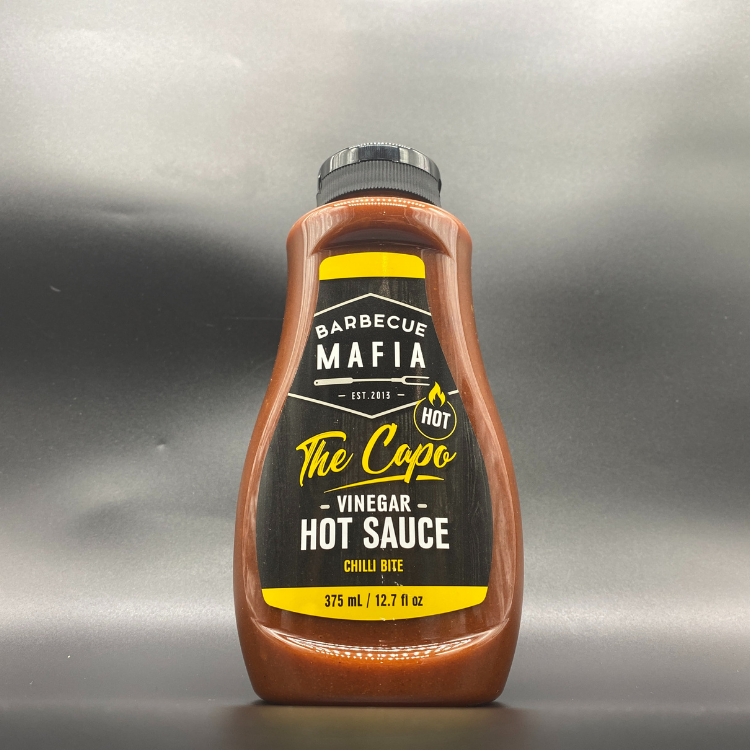 BARBECUE
MAFIA
EST.2013
HOT
The Capo
- VINEGAR -
HOT SAUCE
CHILLI BITE
375 mL / 12.7 fl oz